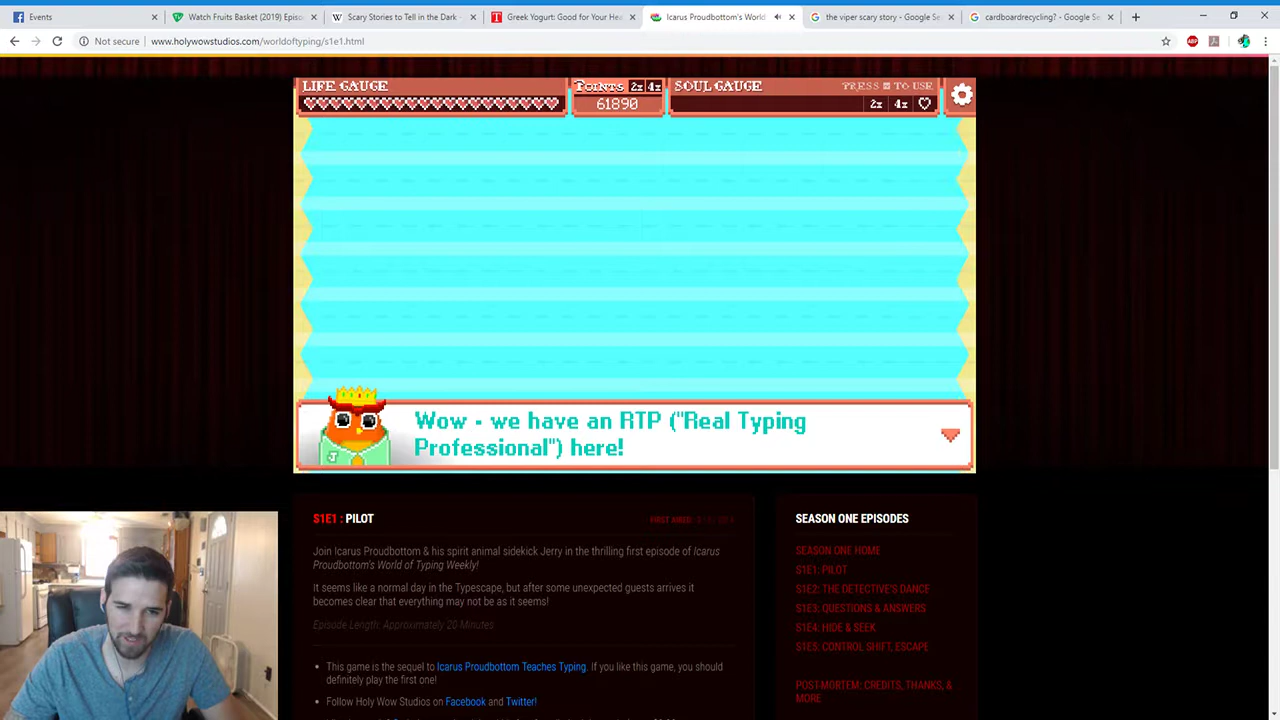 Events
Watch Fruits Basket (2019) Episo
Scary Stories to Tell in the Dark -
Greek Yogurt: Good for Your Hea
Icarus Proudbottom's World
the viper scary story - Google Se
cardboardrecycling? - Google Se
Not secure www.holywowstudios.com/worldoftyping/s1e1.html
LIFE GAUGE
POINTS 2x 4x
61890
SOUL GAUGE
PRESS TO USE
2x 4x
Wow - we have an RTP ("Real Typing
Professional") here!
S1E1 : PILOT
FIRST AIRED:
Join Icarus Proudbottom & his spirit animal sidekick Jerry in the thrilling first episode of Icarus
Proudbottom's World of Typing Weekly!
It seems like a normal day in the Typescape, but after some unexpected guests arrives it
becomes clear that everything may not be as it seems!
Episode Length: Approximately 20 Minutes
This game is the sequel to Icarus Proudbottom Teaches Typing. If you like this game, you should
definitely play the first one!
Follow Holy Wow Studios on Facebook and Twitter!
SEASON ONE EPISODES
SEASON ONE HOME
S1E1: PILOT
S1E2: THE DETECTIVE'S DANCE
S1E3: QUESTIONS & ANSWERS
S1E4: HIDE & SEEK
S1E5: CONTROL, SHIFT, ESCAPE
POST-MORTEM: CREDITS, THANKS, &
MORE